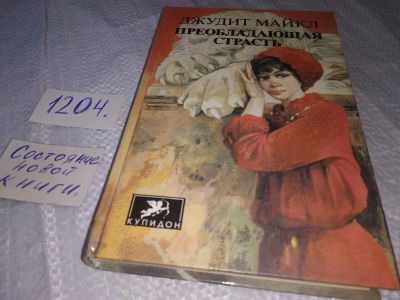 ДЖУДИТ МАЙКЛ
ПРЕОБЛАДАЮЩАЯ
СТРАСТЬ
1204.
Состояние
новой
книги.
КУПИДОН